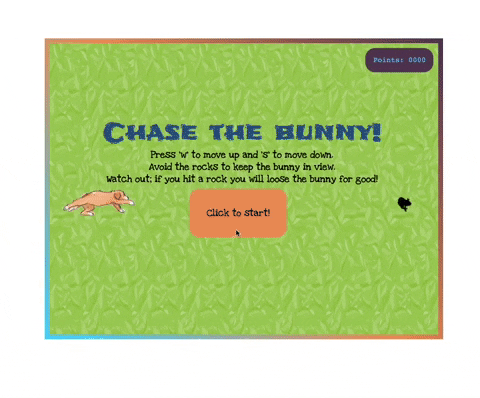 Points: 0000
Chase the bunny!
Press 'w' to move up and 's' to move down.
Avoid the rocks to keep the bunny in view.
Watch out; if you hit a rock you will loose the bunny for good!
Click to start!